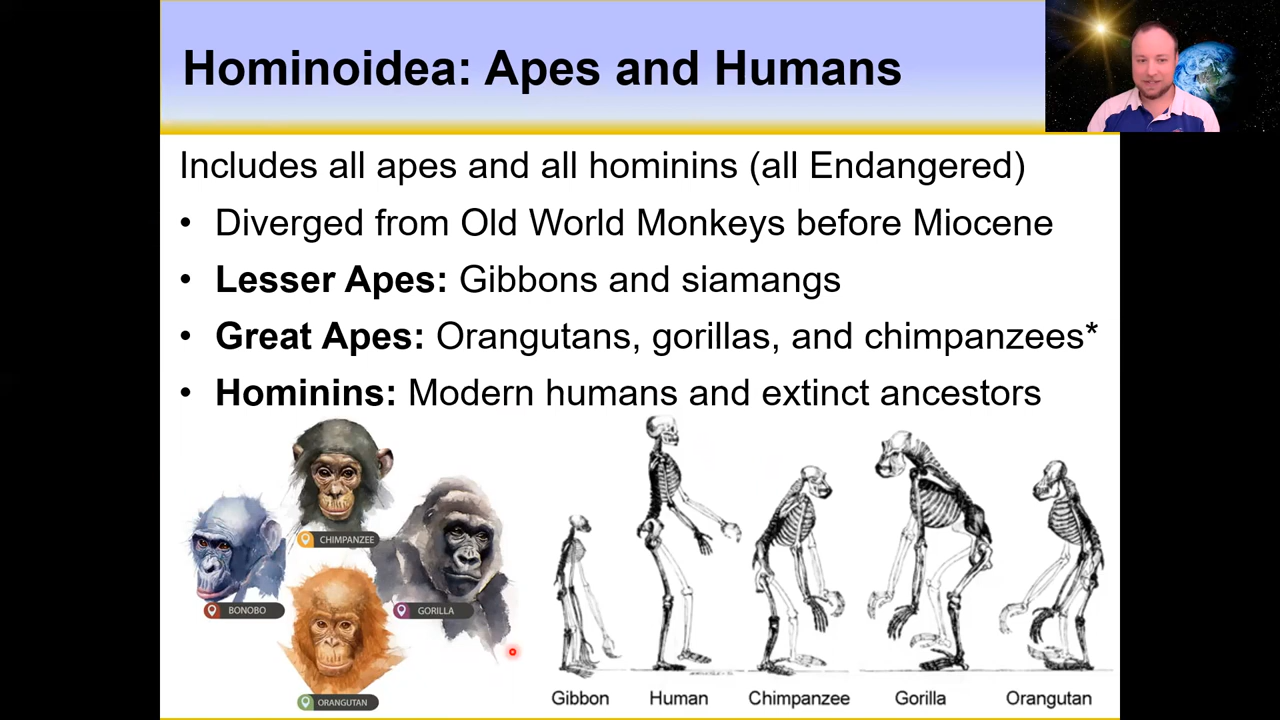 Hominoidea: Apes and Humans
Includes all apes and all hominins (all Endangered)
• Diverged from Old World Monkeys before Miocene
• Lesser Apes: Gibbons and siamangs
• Great Apes: Orangutans, gorillas, and chimpanzees*
• Hominins: Modern humans and extinct ancestors
CHIMPANZEE
BONOBO
GORILLA
ORANGUTAN
Gibbon Human Chimpanzee Gorilla Orangutan